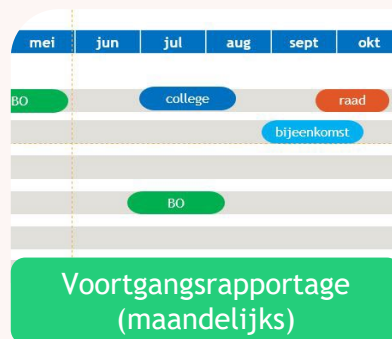 mei jun jul aug sept okt
BO college raad
bijeenkomst
BO
Voortgangsrapportage
(maandelijks)